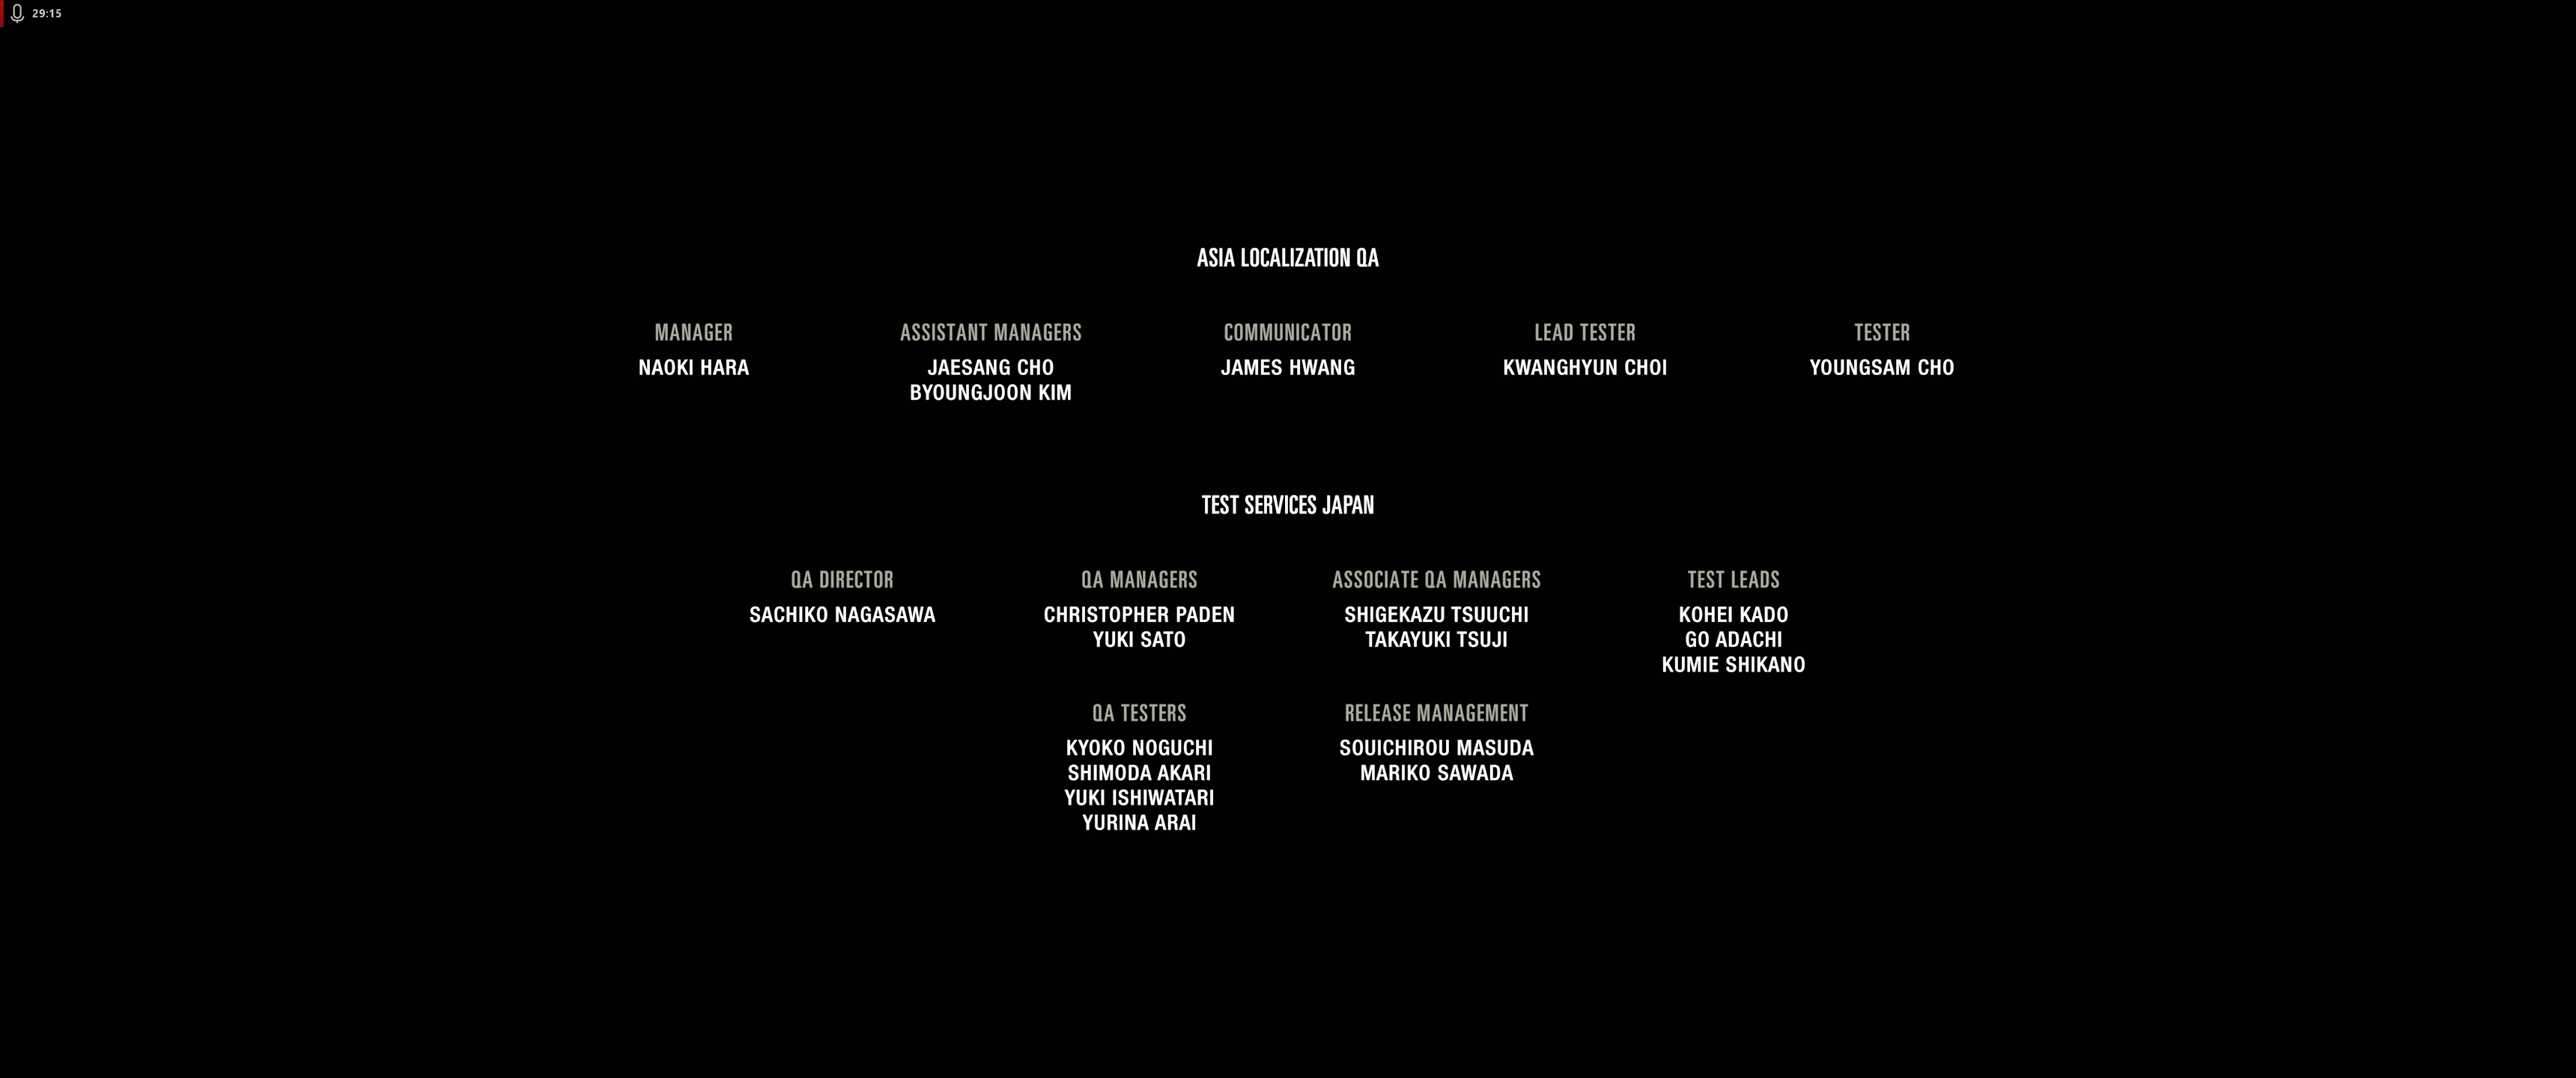 29:15
ASIA LOCALIZATION QA
MANAGER
NAOKI HARA
ASSISTANT MANAGERS
JAESANG CHO
BYOUNGJOON KIM
COMMUNICATOR
JAMES HWANG
LEAD TESTER
KWANGHYUN CHOI
TESTER
YOUNGSAM CHO
TEST SERVICES JAPAN
QA DIRECTOR
SACHIKO NAGASAWA
QA MANAGERS
CHRISTOPHER PADEN
YUKI SATO
ASSOCIATE QA MANAGERS
SHIGEKAZU TSUUCHI
TAKAYUKI TSUJI
TEST LEADS
KOHEI KADO
GO ADACHI
KUMIE SHIKANO
QA TESTERS
KYOKO NOGUCHI
SHIMODA AKARI
YUKI ISHIWATARI
YURINA ARAI
RELEASE MANAGEMENT
SOUICHIROU MASUDA
MARIKO SAWADA